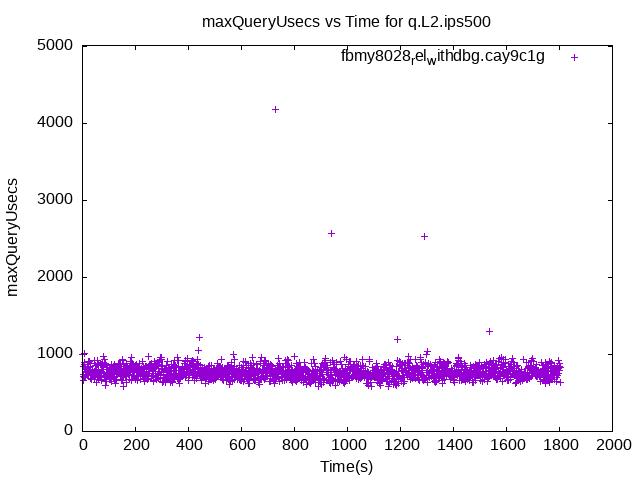 maxQueryUsecs vs Time for q.L2.ips500
fbmy8028relwithdbg.cay9c1g
5000
4000
3000
2000
1000
0
maxQueryUsecs
0 200 400 600 800 1000 1200 1400 1600 1800 2000
Time(s)